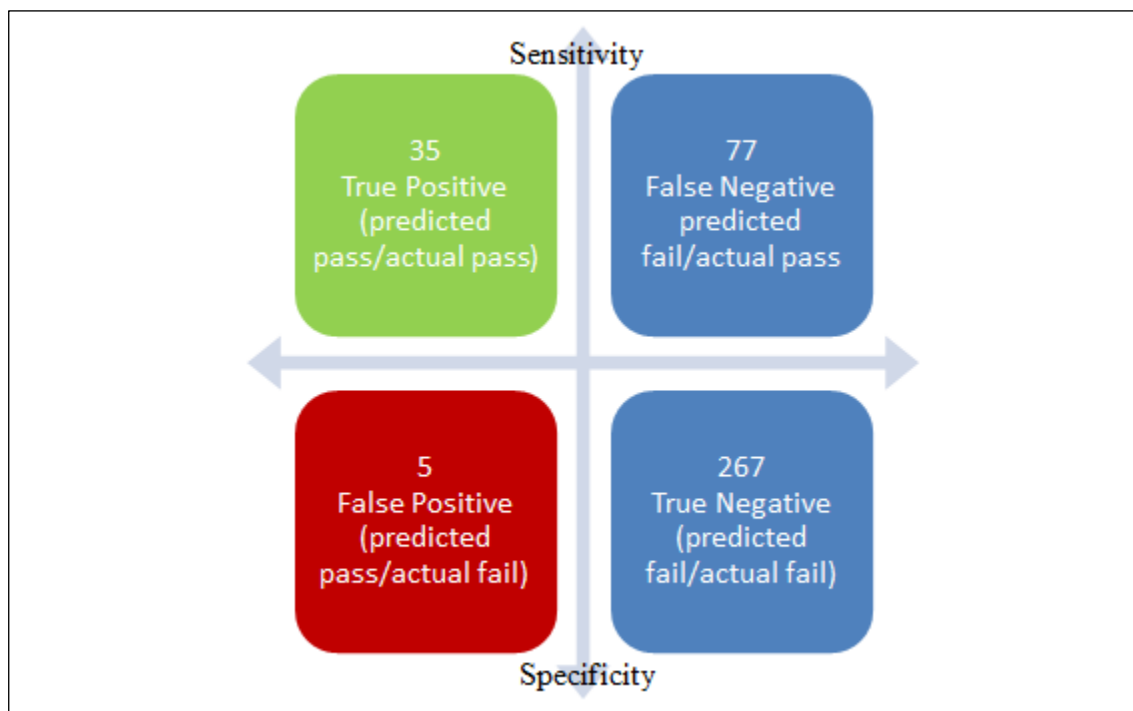 Sensitivity
35
True Positive
(predicted
pass/actual pass)
77
False Negative
predicted
fail/actual pass
5
False Positive
(predicted
pass/actual fail)
267
True Negative
(predicted
fail/actual fail)
Specificity